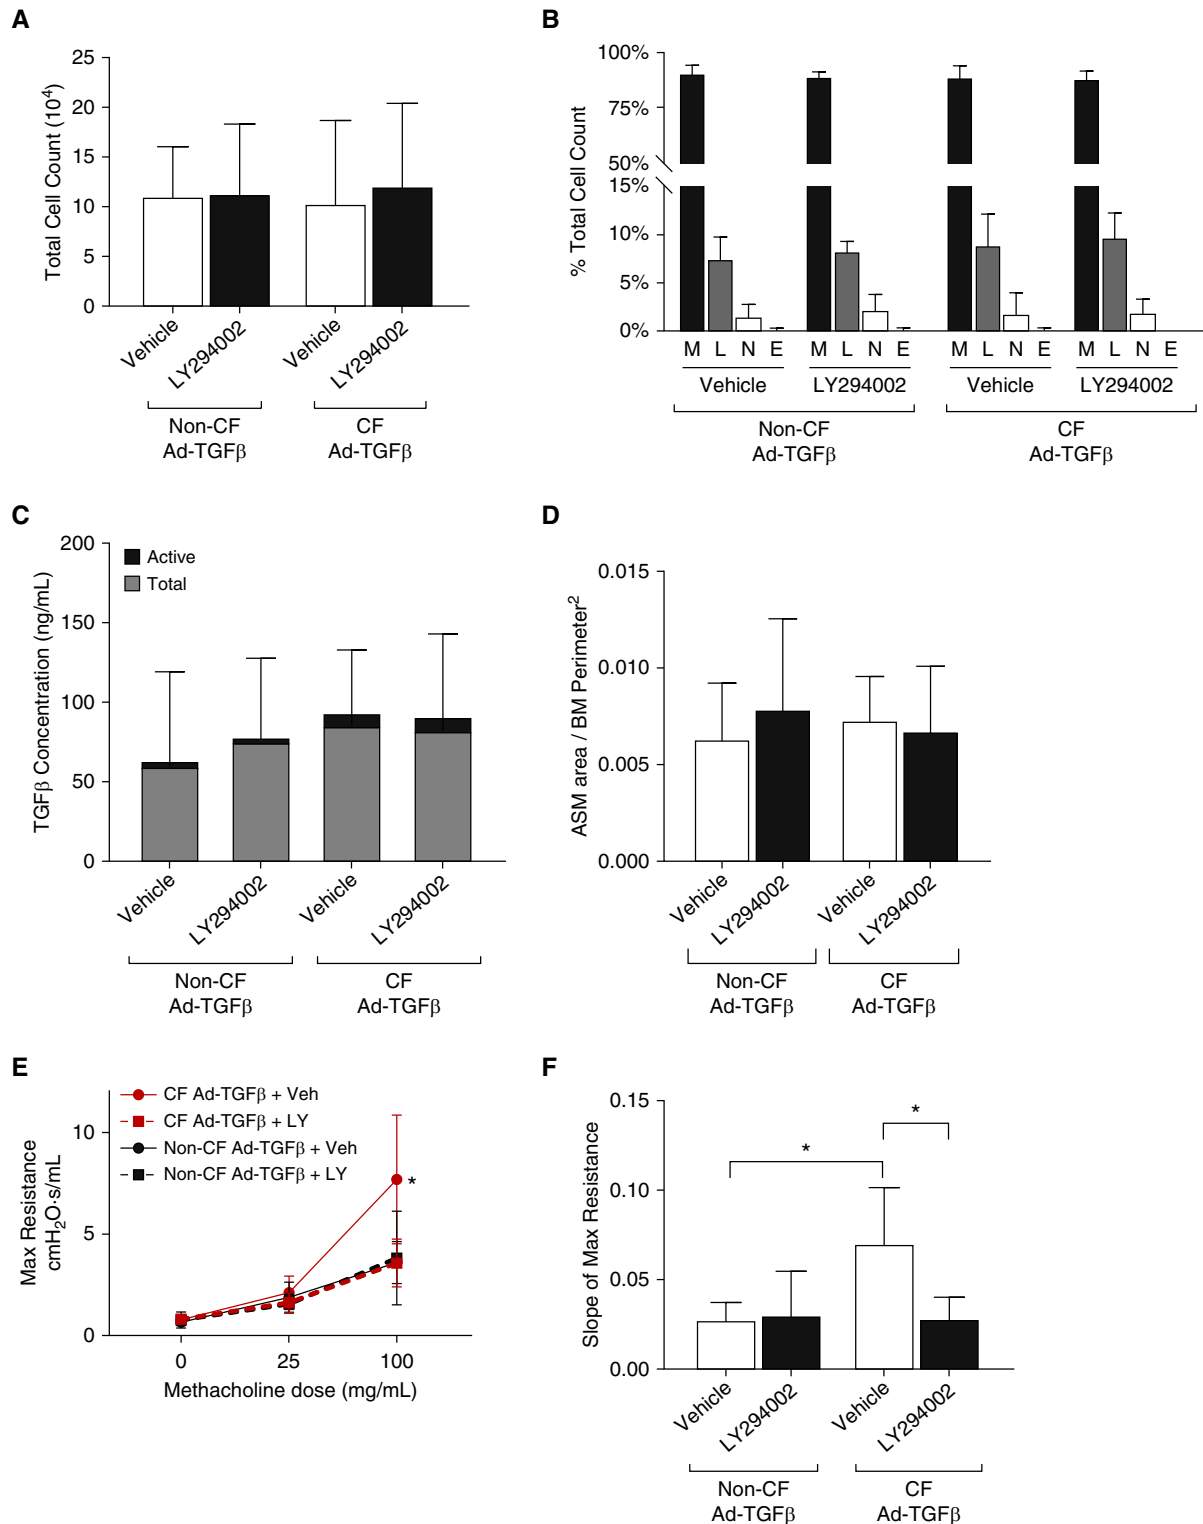 A
Total Cell Count (10⁴)
25
20
15
10
5
0
Vehicle
LY294002
Vehicle
LY294002
Non-CF
Ad-TGFβ
CF
Ad-TGFβ
B
% Total Cell Count
100%
75%
50%
15%
10%
5%
0%
M L N E M L N E M L N E M L N E
Vehicle LY294002 Vehicle LY294002
Non-CF
Ad-TGFβ
CF
Ad-TGFβ
C
TGFβ Concentration (ng/mL)
200
150
100
50
0
Active
Total
Vehicle
LY294002
Vehicle
LY294002
Non-CF
Ad-TGFβ
CF
Ad-TGFβ
D
ASM area / BM Perimeter²
0.015
0.010
0.005
0.000
Vehicle
LY294002
Vehicle
LY294002
Non-CF
Ad-TGFβ
CF
Ad-TGFβ
E
Max Resistance
cmH₂O·s/mL
10
5
0
CF Ad-TGFβ + Veh
CF Ad-TGFβ + LY
Non-CF Ad-TGFβ + Veh
Non-CF Ad-TGFβ + LY
*
0 25 100
Methacholine dose (mg/mL)
F
Slope of Max Resistance
0.15
0.10
0.05
0.00
*
*
Vehicle
LY294002
Vehicle
LY294002
Non-CF
Ad-TGFβ
CF
Ad-TGFβ